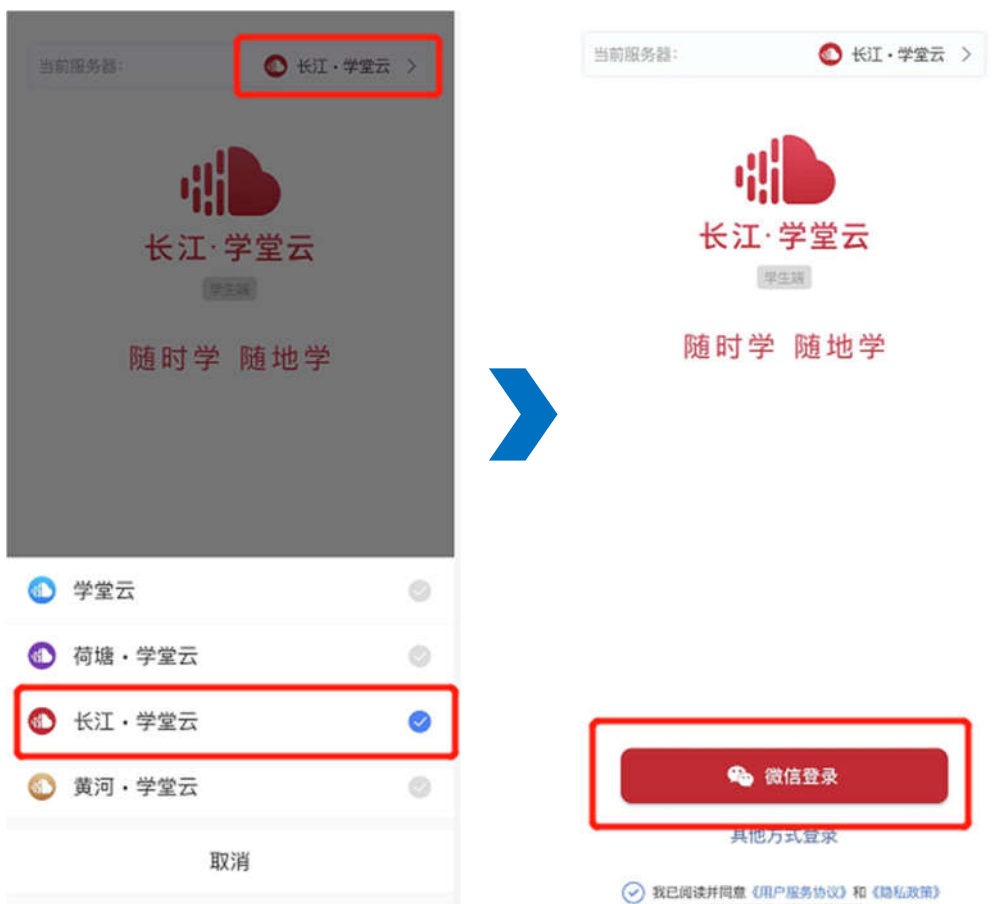 当前服务器：
长江·学堂云
长江·学堂云
学生端
随时学 随地学
学堂云
荷塘·学堂云
长江·学堂云
黄河·学堂云
取消
当前服务器：
长江·学堂云
长江·学堂云
学生端
随时学 随地学
微信登录
其他方式登录
我已阅读并同意《用户服务协议》和《隐私政策》